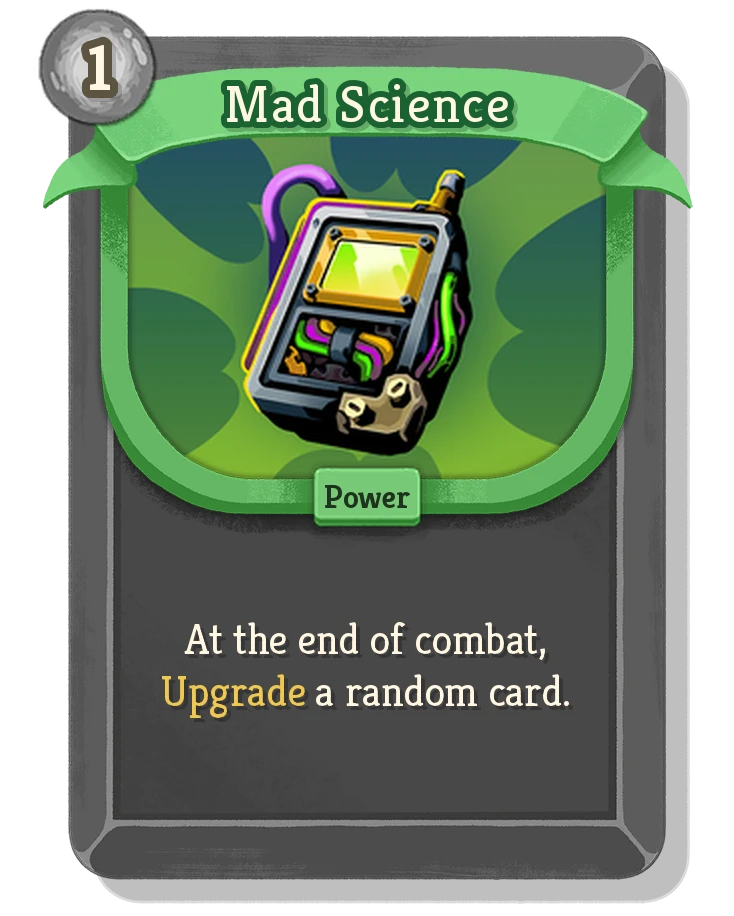 1
Mad Science
Power
At the end of combat,
Upgrade a random card.